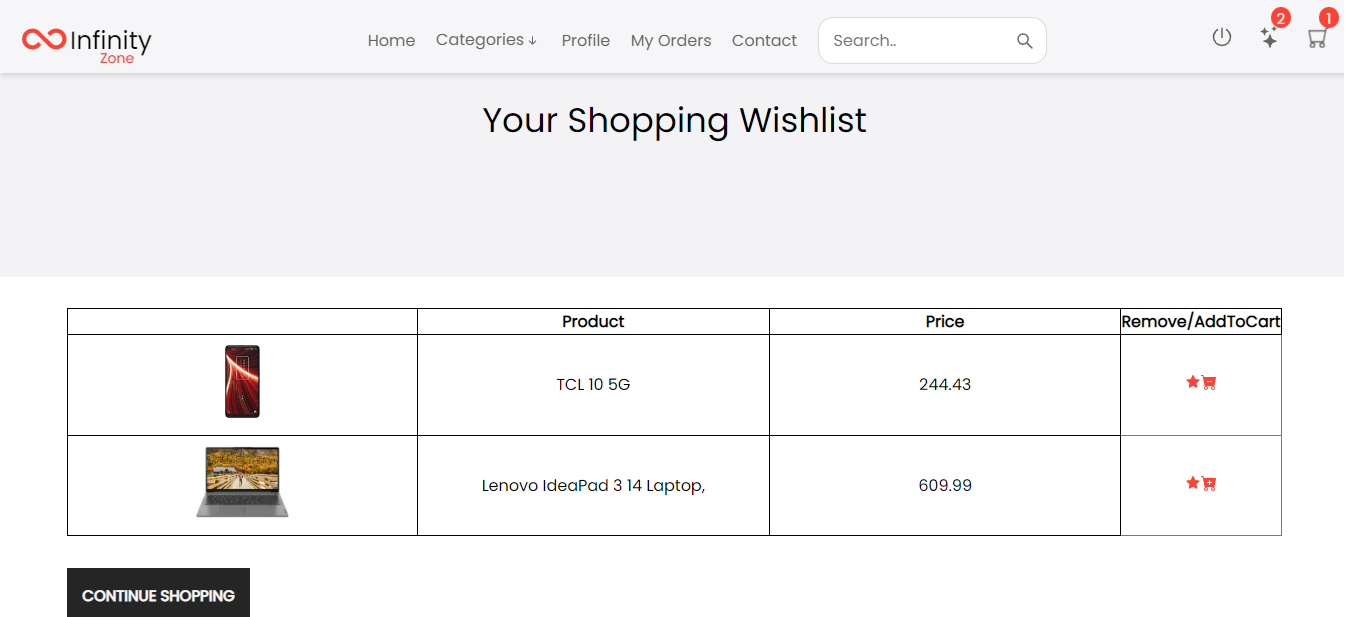 Infinity
Zone
Home Categories ↓ Profile My Orders Contact Search.. 2 1
Your Shopping Wishlist
Product Price Remove/AddToCart
TCL 10 5G 244.43
Lenovo IdeaPad 3 14 Laptop, 609.99
CONTINUE SHOPPING